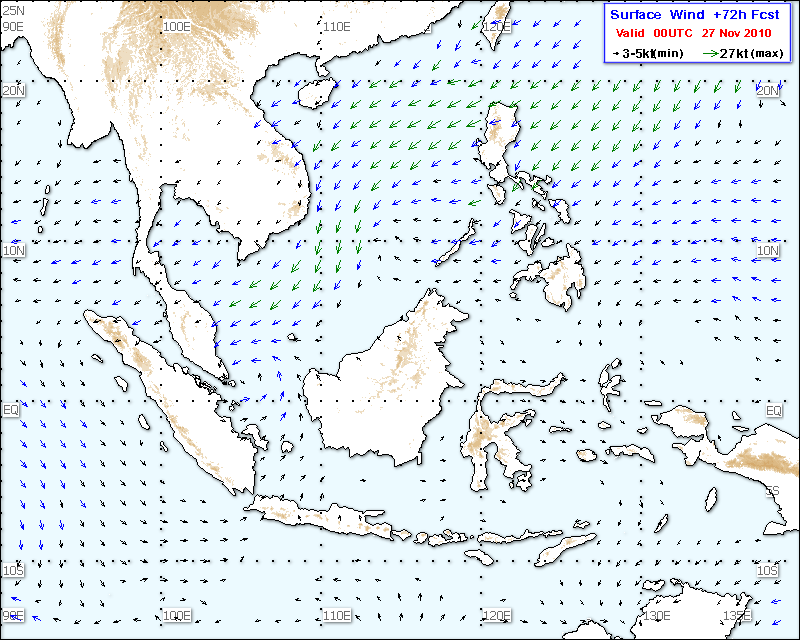 25N
90E
100E
110E
120E
Surface Wind +72h Fcst
Valid 00UTC 27 Nov 2010
3-5kt(min) 27kt(max)
20N
20N
10N
10N
EQ
EQ
5S
10S
10S
90E
100E
110E
120E
130E
135E